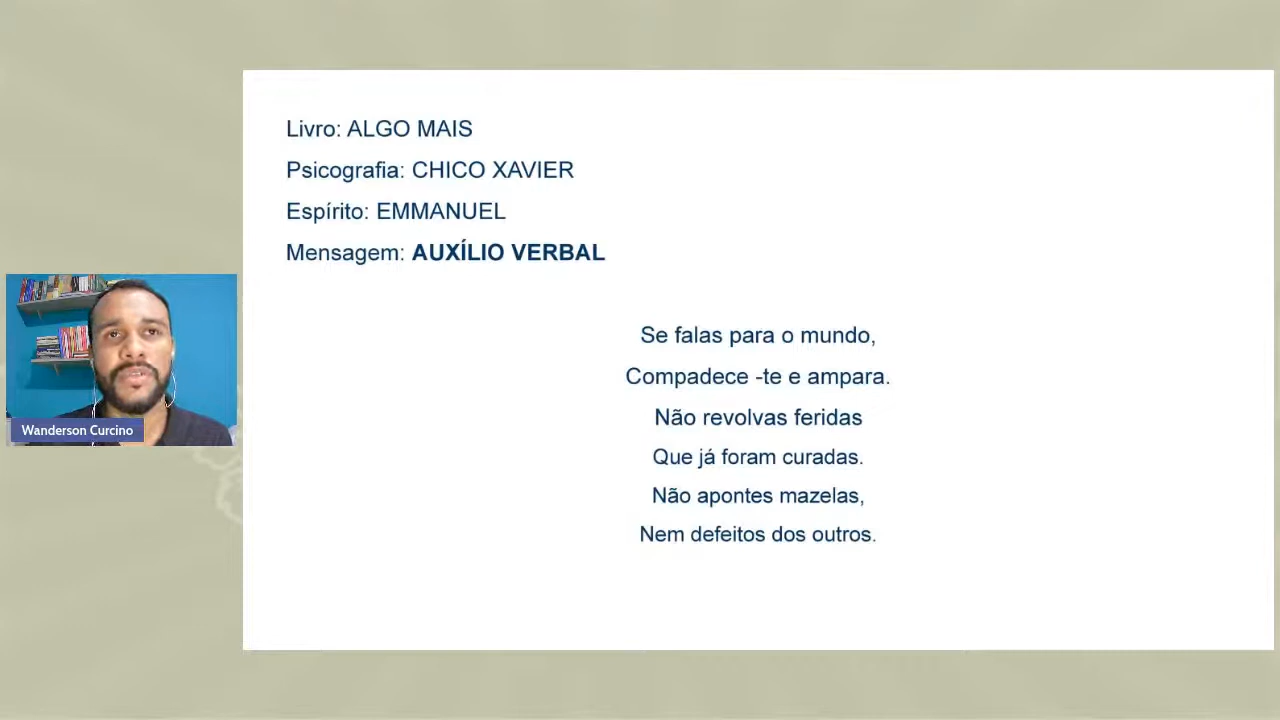 Livro: ALGO MAIS
Psicografia: CHICO XAVIER
Espírito: EMMANUEL
Mensagem: AUXÍLIO VERBAL
Se falas para o mundo,
Compadece -te e ampara.
Não revolvas feridas
Que já foram curadas.
Não apontes mazelas,
Nem defeitos dos outros.
Wanderson Curcino